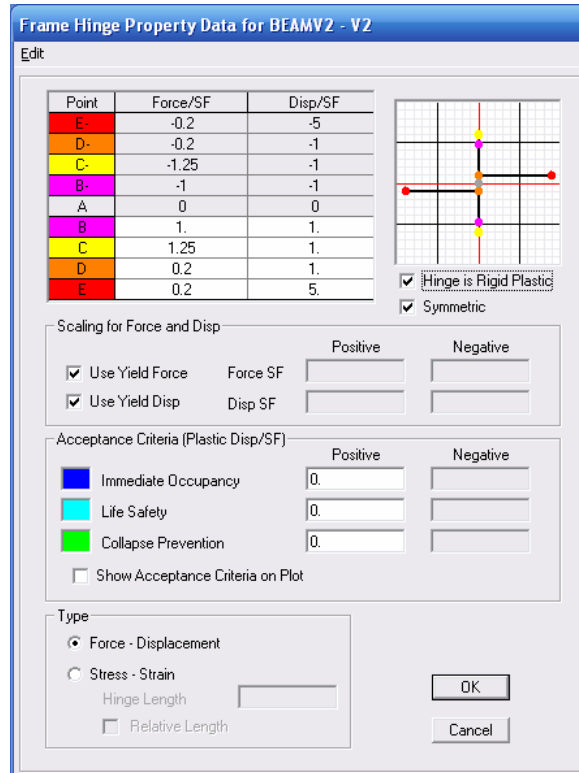 Frame Hinge Property Data for BEAMV2 - V2
Edit
Point Force/SF Disp/SF
E- -0.2 -5
D- -0.2 -1
C- -1.25 -1
B- -1 -1
A 0 0
B 1. 1.
C 1.25 1.
D 0.2 1.
E 0.2 5.
Hinge is Rigid Plastic
Symmetric
Scaling for Force and Disp
Positive Negative
Use Yield Force Force SF
Use Yield Disp Disp SF
Acceptance Criteria (Plastic Disp/SF)
Positive Negative
Immediate Occupancy 0.
Life Safety 0.
Collapse Prevention 0.
Show Acceptance Criteria on Plot
Type
Force - Displacement
Stress - Strain
Hinge Length
Relative Length
OK
Cancel